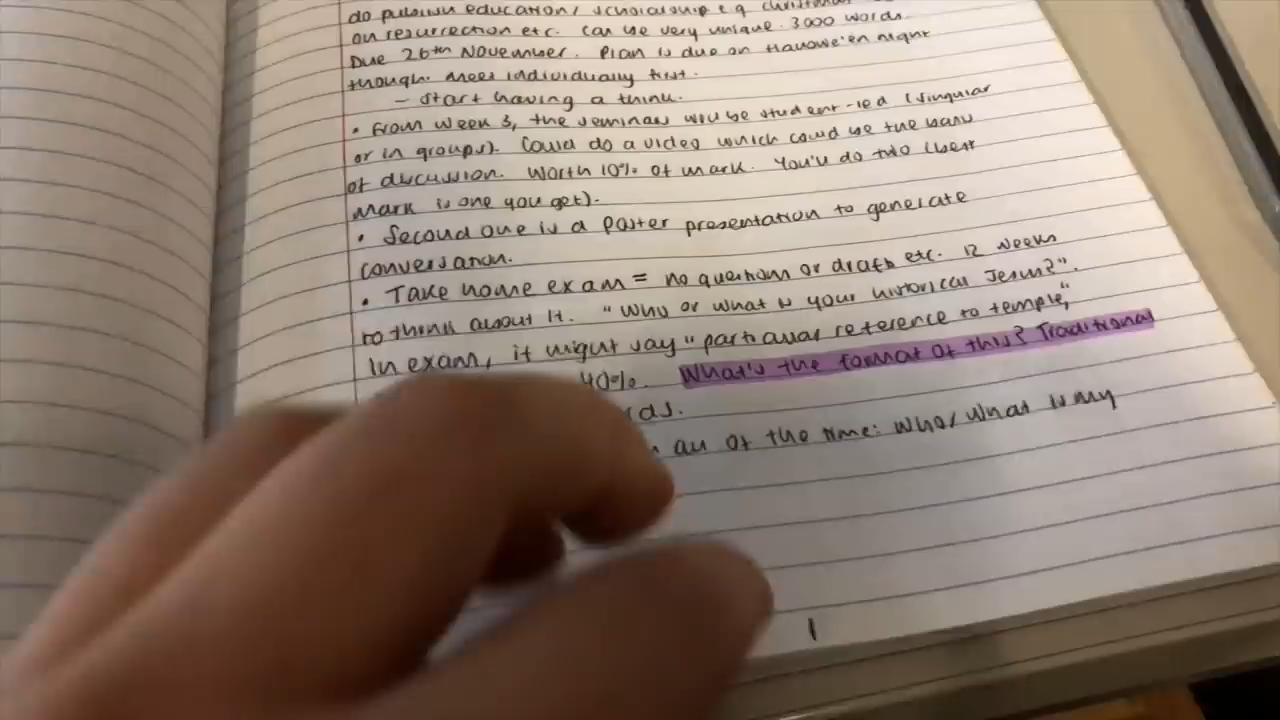 on resurrection etc. Can be very unique. 3000 words.
Due 26th November. Plan is due on Hallowe'en night
though. Meet individually first.
– Start having a think.
• From week 3, the seminars will be student-led (singular
or in groups). Could do a video which could be the basis
of discussion. Worth 10% of mark. You'll do two (best
mark is one you get).
• Second one is a poster presentation to generate
conversation.
• Take home exam = no questions or drafts etc. 12 weeks
to think about it. "Who or what is your historical Jesus?".
In exam, it might say "particular reference to temple,"
40%. What's the format of this? Traditional
all of the time: Who/What is my
1